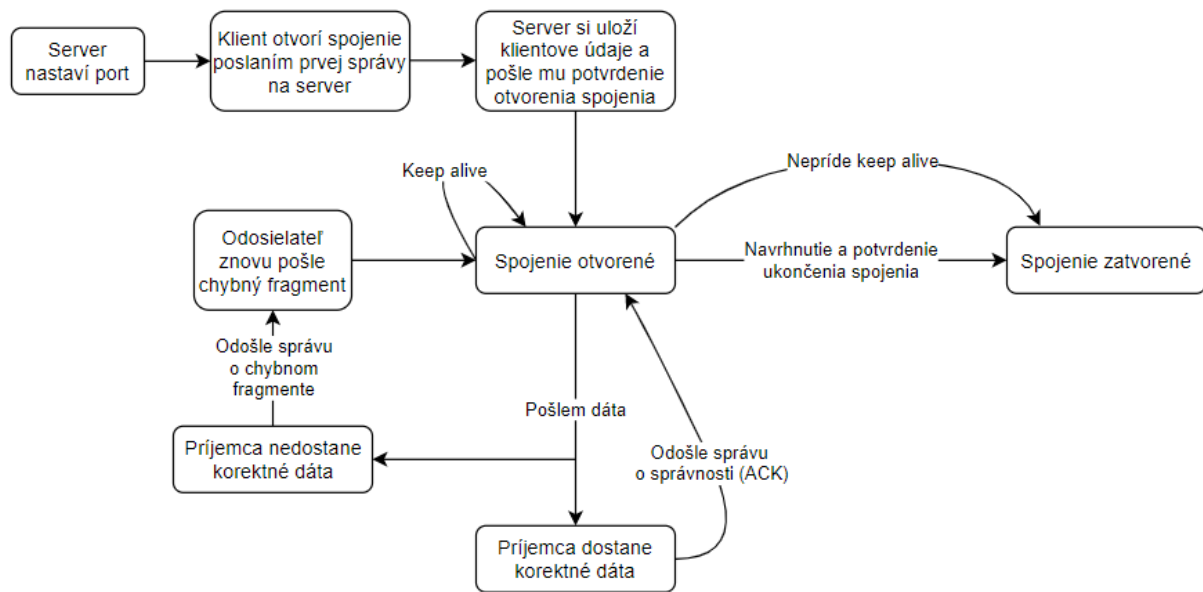 Server
nastaví port
Klient otvorí spojenie
poslaním prvej správy
na server
Server si uloží
klientove údaje a
pošle mu potvrdenie
otvorenia spojenia
Keep alive
Nepríde keep alive
Odosielateľ
znovu pošle
chybný fragment
Spojenie otvorené
Navrhnutie a potvrdenie
ukončenia spojenia
Spojenie zatvorené
Odošle správu
o chybnom
fragmente
Pošlem dáta
Príjemca nedostane
korektné dáta
Odošle správu
o správnosti (ACK)
Príjemca dostane
korektné dáta